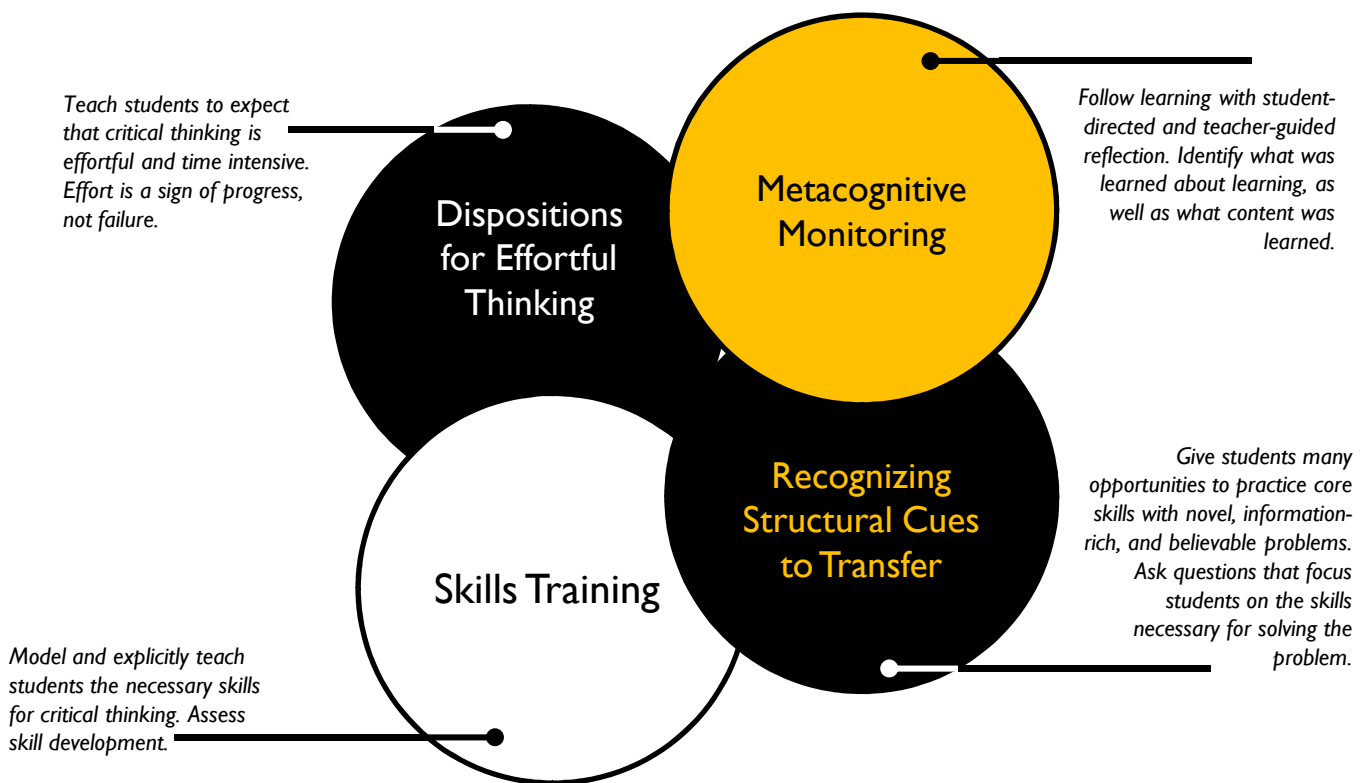 Teach students to expect
that critical thinking is
effortful and time intensive.
Effort is a sign of progress,
not failure.
Dispositions
for Effortful
Thinking
Metacognitive
Monitoring
Follow learning with student-
directed and teacher-guided
reflection. Identify what was
learned about learning, as
well as what content was
learned.
Skills Training
Model and explicitly teach
students the necessary skills
for critical thinking. Assess
skill development.
Recognizing
Structural Cues
to Transfer
Give students many
opportunities to practice core
skills with novel, information-
rich, and believable problems.
Ask questions that focus
students on the skills
necessary for solving the
problem.